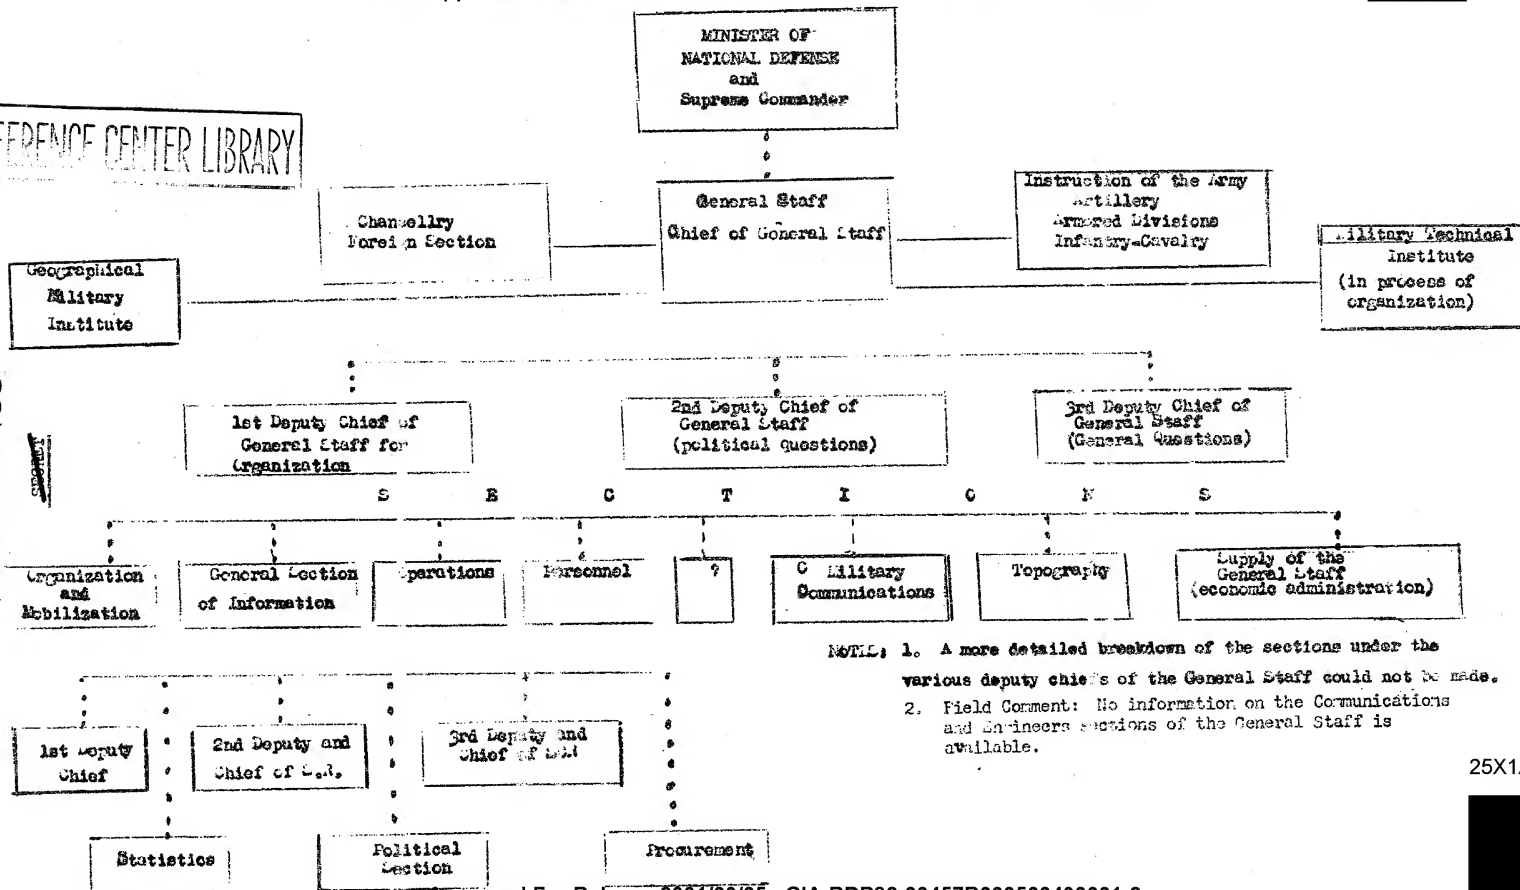 MINISTER OF
NATIONAL DEFENSE
and
Supreme Commander
CENTER LIBRARY
General Staff
Chief of General Staff
Chancellry
Foreign Section
Instruction of the Army
Artillery
Armored Divisions
Infantry-Cavalry
Geographical
Military
Institute
Military Technical
Institute
(in process of
organization)
1st Deputy Chief of
General Staff for
Organization
2nd Deputy Chief of
General Staff
(political questions)
3rd Deputy Chief of
General Staff
(General Questions)
SECRET
S E C T I O N S
Organization
and
Mobilization
General Section
of Information
Operations
Personnel
?
Military
Communications
Topography
Supply of the
General Staff
(economic administration)
NOTE: 1. A more detailed breakdown of the sections under the
various deputy chiefs of the General Staff could not be made.
2. Field Comment: No information on the Communications
and Engineers sections of the General Staff is
available.
1st Deputy
Chief
2nd Deputy and
Chief of
3rd Deputy and
Chief of
25X1
Statistics
Political
Section
Procurement